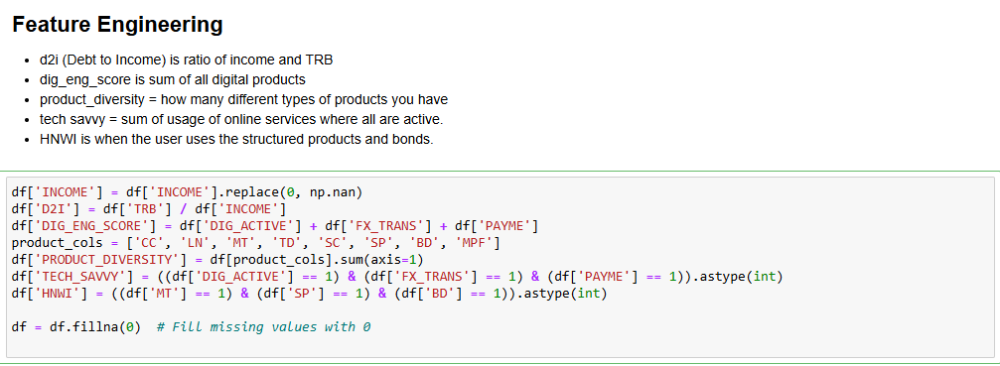 Feature Engineering
• d2i (Debt to Income) is ratio of income and TRB
• dig_eng_score is sum of all digital products
• product_diversity = how many different types of products you have
• tech savvy = sum of usage of online services where all are active.
• HNWI is when the user uses the structured products and bonds.
df['INCOME'] = df['INCOME'].replace(0, np.nan)
df['D2I'] = df['TRB'] / df['INCOME']
df['DIG_ENG_SCORE'] = df['DIG_ACTIVE'] + df['FX_TRANS'] + df['PAYME']
product_cols = ['CC', 'LN', 'MT', 'TD', 'SC', 'SP', 'BD', 'MPF']
df['PRODUCT_DIVERSITY'] = df[product_cols].sum(axis=1)
df['TECH_SAVVY'] = ((df['DIG_ACTIVE'] == 1) & (df['FX_TRANS'] == 1) & (df['PAYME'] == 1)).astype(int)
df['HNWI'] = ((df['MT'] == 1) & (df['SP'] == 1) & (df['BD'] == 1)).astype(int)
df = df.fillna(0)  # Fill missing values with 0